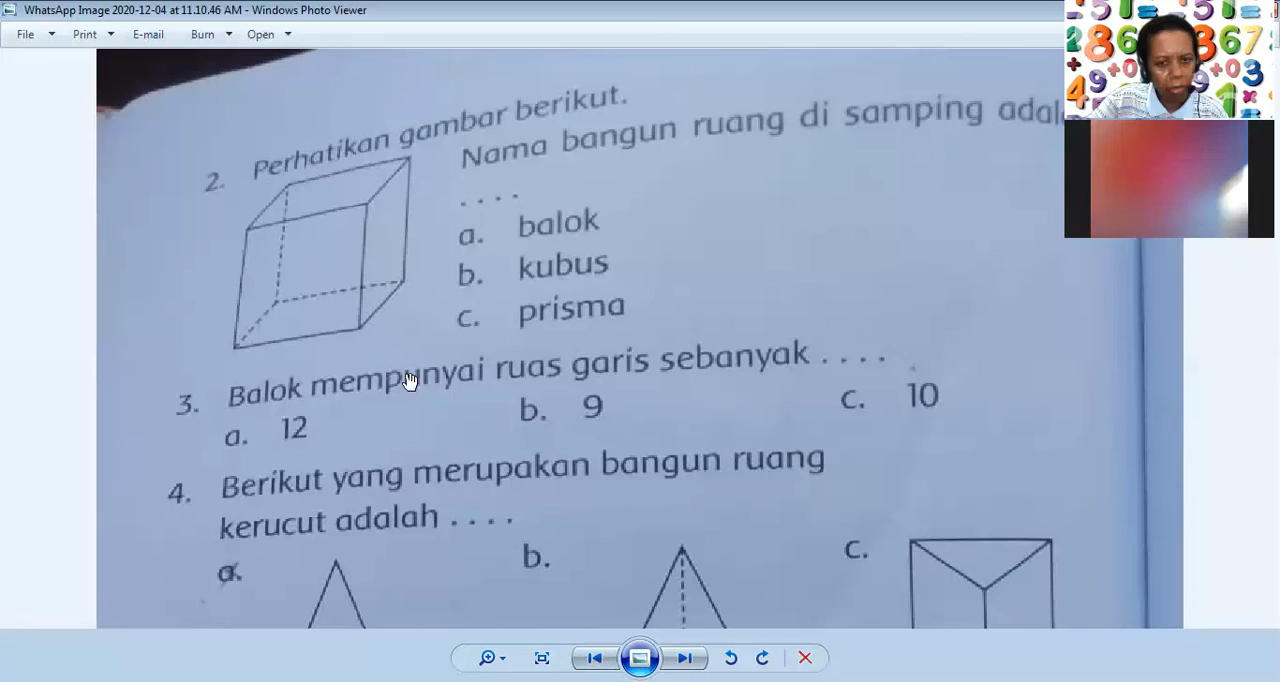 WhatsApp Image 2020-12-04 at 11.10.46 AM - Windows Photo Viewer
File Print E-mail Burn Open
2. Perhatikan gambar berikut.
Nama bangun ruang di samping
. . . .
a. balok
b. kubus
c. prisma
3. Balok mempunyai ruas garis sebanyak . . . .
a. 12 b. 9 c. 10
4. Berikut yang merupakan bangun ruang
kerucut adalah . . . .
a. b. c.